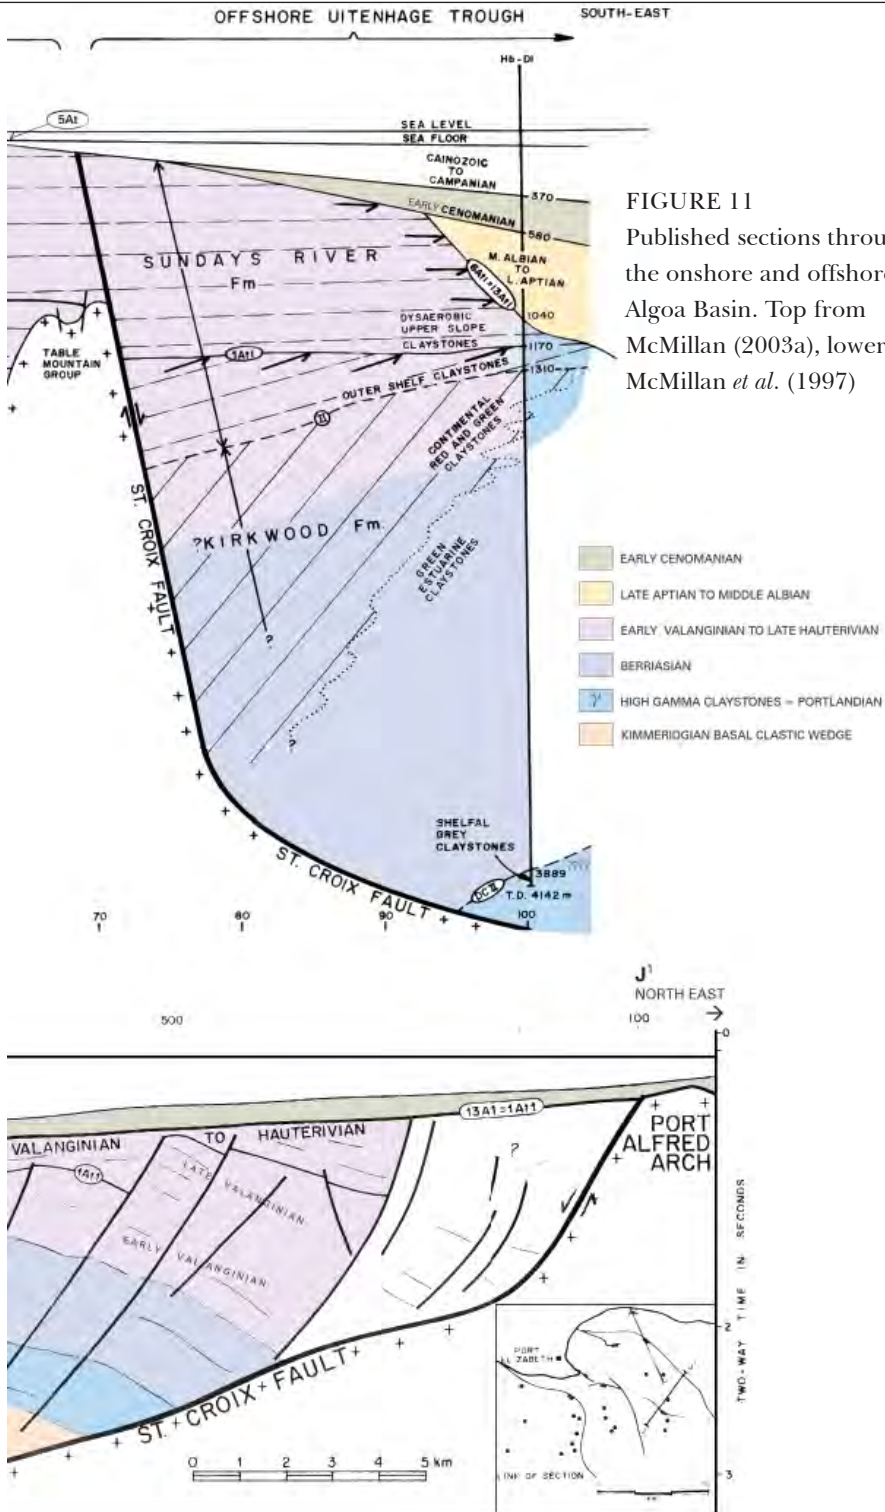 OFFSHORE UITENHAGE TROUGH
SOUTH-EAST
Hb-D1
5At
SEA LEVEL
SEA FLOOR
CAINOZOIC
TO
CAMPANIAN
370
EARLY CENOMANIAN
580
SUNDAYS RIVER
Fm
M. ALBIAN
TO
L. APTIAN
6At1=13At1
1040
DYSAEROBIC
UPPER SLOPE
CLAYSTONES
1170
1At1
1310
TABLE
MOUNTAIN
GROUP
OUTER SHELF CLAYSTONES
II
CONTINENTAL
RED AND GREEN
CLAYSTONES
ST. CROIX FAULT
?KIRKWOOD Fm.
GREEN
ESTUARINE
CLAYSTONES
?
?
SHELFAL
GREY
CLAYSTONES
ST. CROIX FAULT
3889
T.D. 4142 m
70
80
90
100
FIGURE 11
Published sections throu
the onshore and offshor
Algoa Basin. Top from
McMillan (2003a), lower
McMillan et al. (1997)
EARLY CENOMANIAN
LATE APTIAN TO MIDDLE ALBIAN
EARLY VALANGINIAN TO LATE HAUTERIVIAN
BERRIASIAN
HIGH GAMMA CLAYSTONES = PORTLANDIAN
KIMMERIOGIAN BASAL CLASTIC WEDGE
J¹
NORTH EAST
500
100
0
13At=1At1
VALANGINIAN TO HAUTERIVIAN
1At1
LATE VALANGINIAN
EARLY VALANGINIAN
?
PORT
ALFRED
ARCH
ST. CROIX FAULT
TWO-WAY TIME IN SECONDS
2
3
0 1 2 3 4 5 km
PORT
LINE OF SECTION